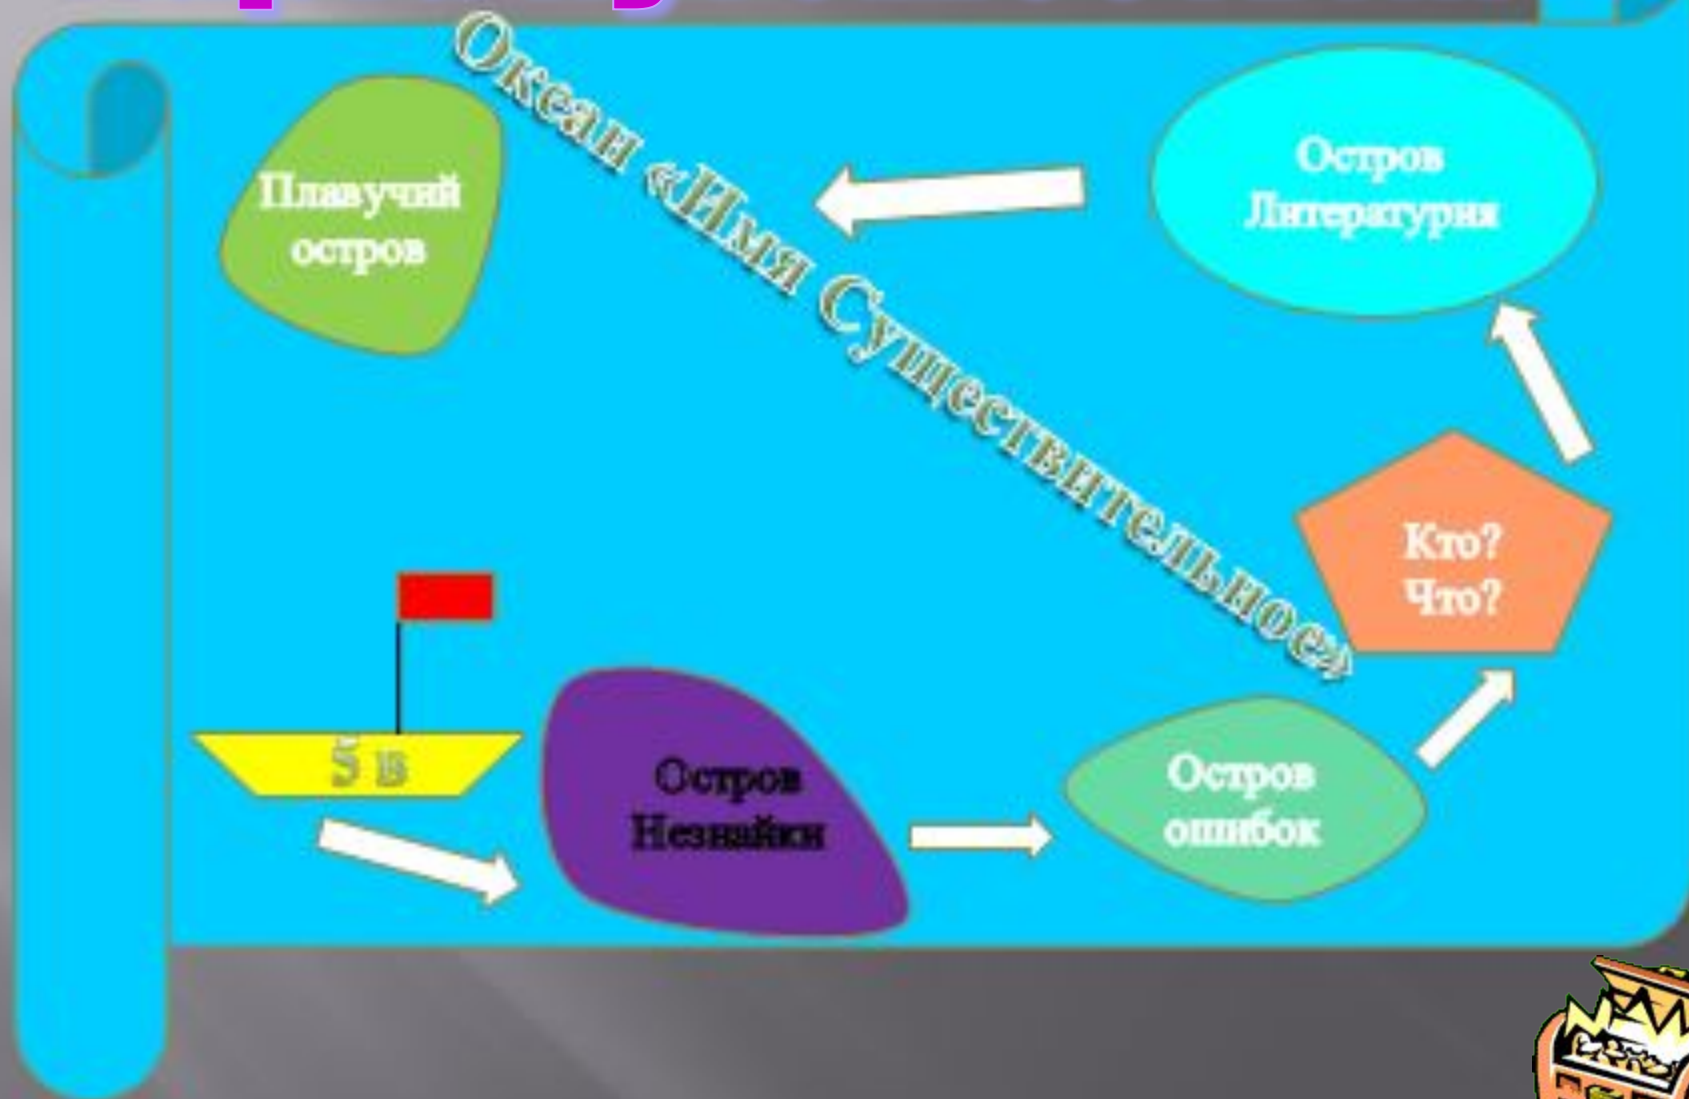 Океан «Имя Существительное»
Плавучий
остров
Остров
Литературия
Кто?
Что?
5 в
Остров
Незнайки
Остров
ошибок